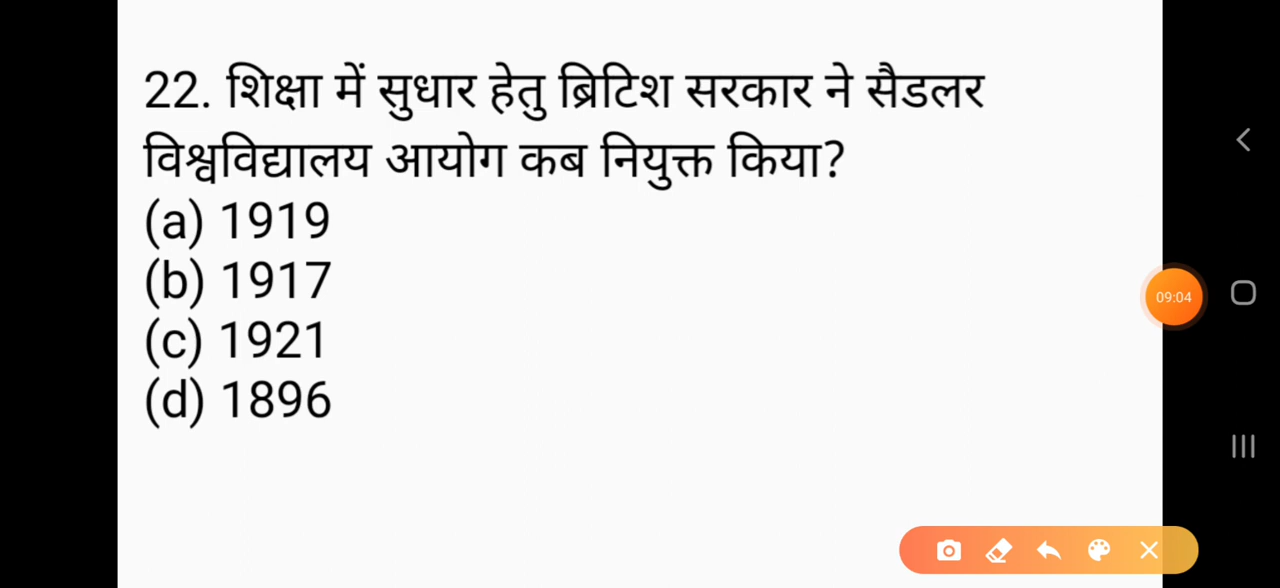 22. शिक्षा में सुधार हेतु ब्रिटिश सरकार ने सैडलर
विश्वविद्यालय आयोग कब नियुक्त किया?
(a) 1919
(b) 1917
(c) 1921
(d) 1896
09:04